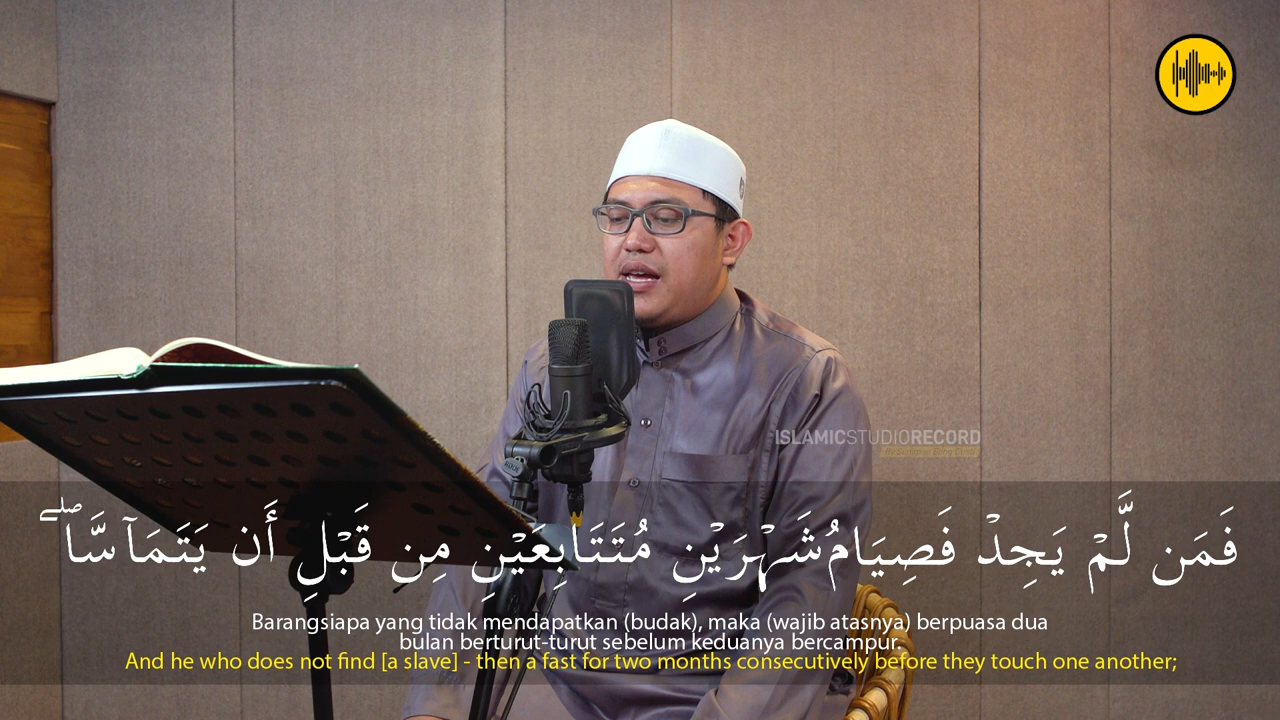 ISLAMICSTUDIORECORD
فَمَن لَّمْ يَجِدْ فَصِيَامُ شَهْرَيْنِ مُتَتَابِعَيْنِ مِن قَبْلِ أَن يَتَمَآسَّا ۖ
Barangsiapa yang tidak mendapatkan (budak), maka (wajib atasnya) berpuasa dua
bulan berturut-turut sebelum keduanya bercampur.
And he who does not find [a slave] - then a fast for two months consecutively before they touch one another;